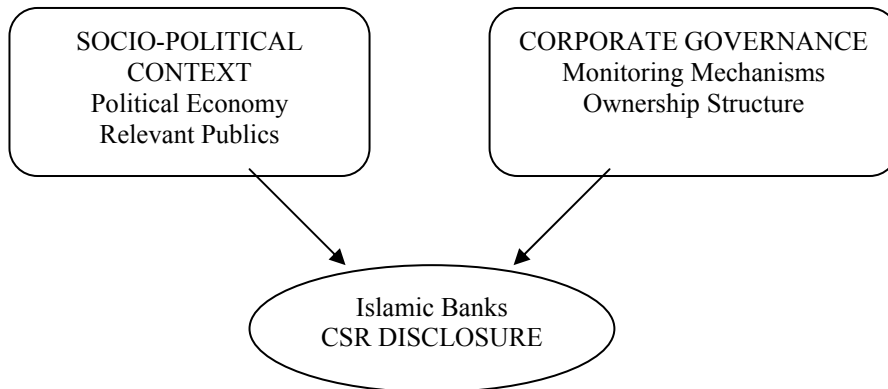 SOCIO-POLITICAL
CONTEXT
Political Economy
Relevant Publics
CORPORATE GOVERNANCE
Monitoring Mechanisms
Ownership Structure
Islamic Banks
CSR DISCLOSURE